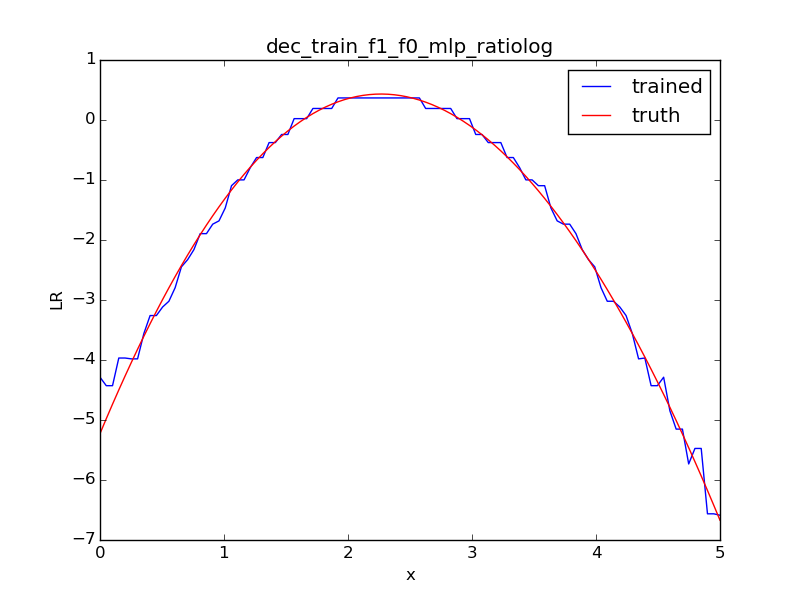 dec_train_f1_f0_mlp_ratiolog
trained
truth
1
0
−1
−2
−3
−4
−5
−6
−7
LR
0 1 2 3 4 5
x